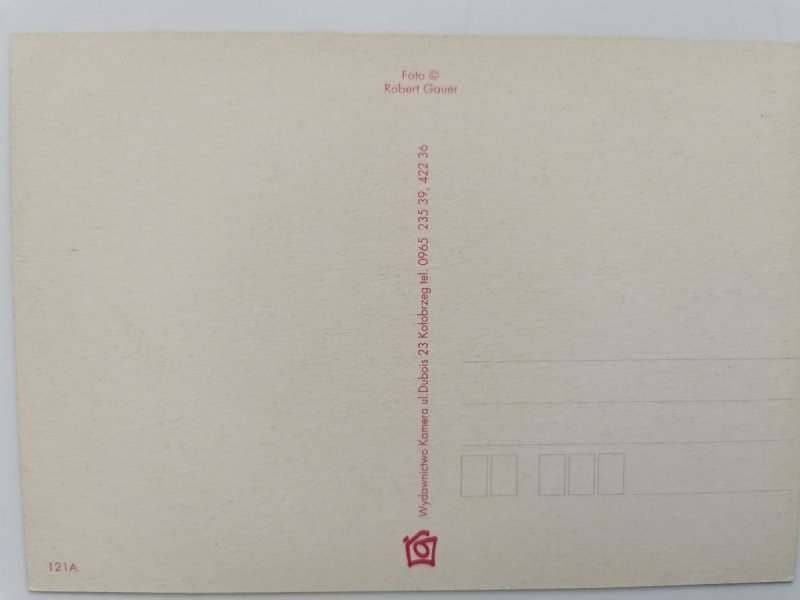 Foto ©
Robert Gauer
Wydawnictwo Kamera ul.Dubois 23 Kołobrzeg tel. 0965 235 39, 422 36
121A